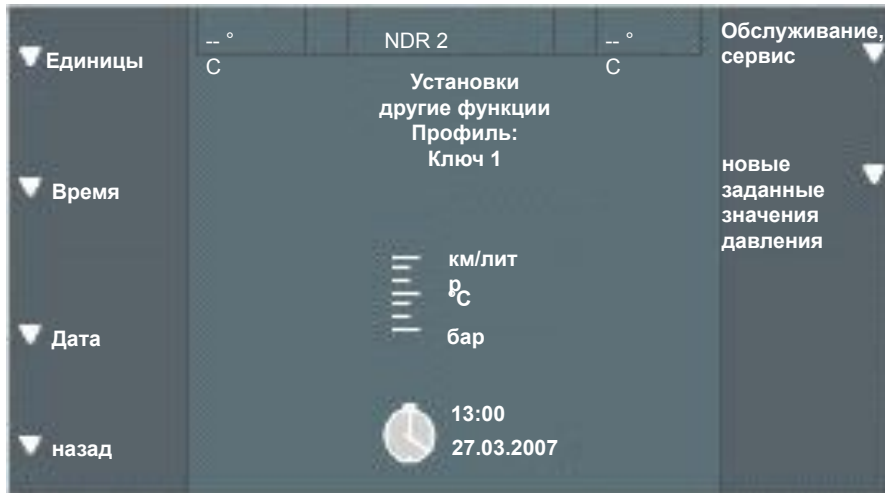 Единицы
Время
Дата
назад
-- °
C
NDR 2
-- °
C
Установки
другие функции
Профиль:
Ключ 1
км/лит
р
°C
бар
13:00
27.03.2007
Обслуживание,
сервис
новые
заданные
значения
давления